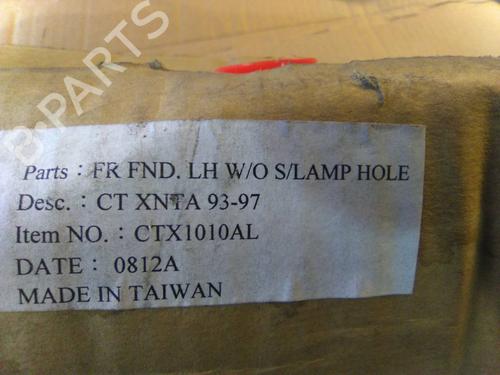 B-PARTS
Parts : FR FND. LH W/O S/LAMP HOLE
Desc. : CT XNTA 93-97
Item NO. : CTX1010AL
DATE : 0812A
MADE IN TAIWAN